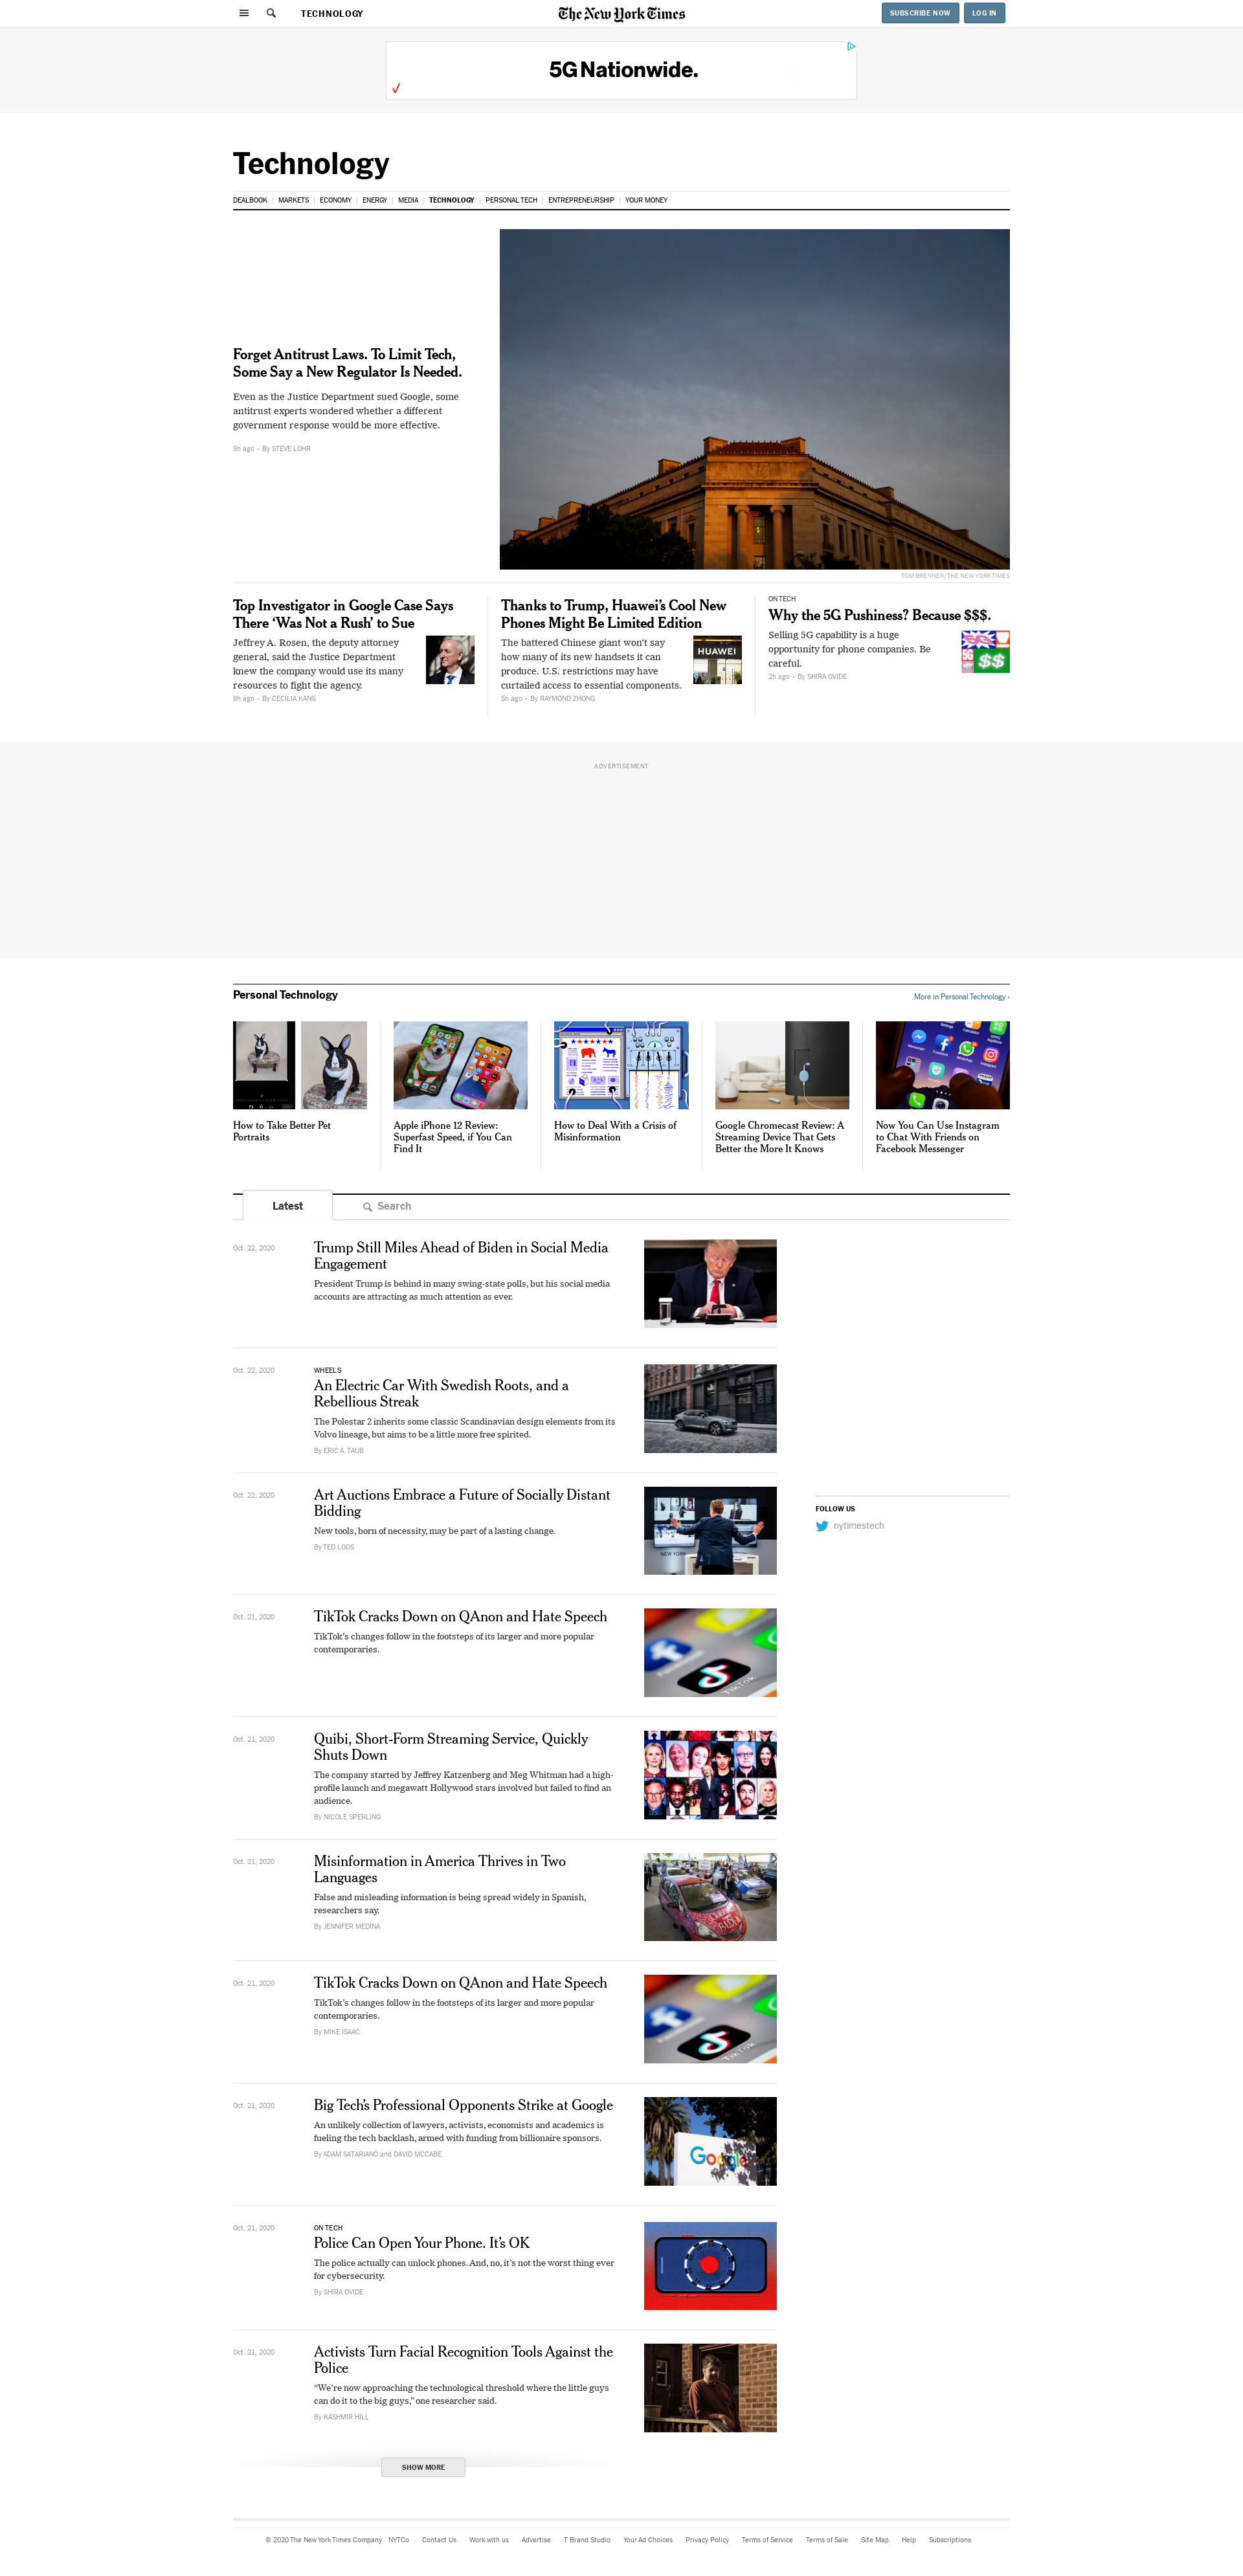 TECHNOLOGY
The New York Times
SUBSCRIBE NOW
LOG IN
5G Nationwide.
Technology
DEALBOOK | MARKETS | ECONOMY | ENERGY | MEDIA | TECHNOLOGY | PERSONAL TECH | ENTREPRENEURSHIP | YOUR MONEY
Forget Antitrust Laws. To Limit Tech,
Some Say a New Regulator Is Needed.
Even as the Justice Department sued Google, some
antitrust experts wondered whether a different
government response would be more effective.
9h ago • By STEVE LOHR
TOM BRENNER/THE NEW YORK TIMES
Top Investigator in Google Case Says
There ‘Was Not a Rush’ to Sue
Jeffrey A. Rosen, the deputy attorney
general, said the Justice Department
knew the company would use its many
resources to fight the agency.
9h ago • By CECILIA KANG
Thanks to Trump, Huawei’s Cool New
Phones Might Be Limited Edition
The battered Chinese giant won’t say
how many of its new handsets it can
produce. U.S. restrictions may have
curtailed access to essential components.
5h ago • By RAYMOND ZHONG
HUAWEI
ON TECH
Why the 5G Pushiness? Because $$$.
Selling 5G capability is a huge
opportunity for phone companies. Be
careful.
2h ago • By SHIRA OVIDE
5G
$$
ADVERTISEMENT
Personal Technology
More in Personal Technology ›
How to Take Better Pet
Portraits
Apple iPhone 12 Review:
Superfast Speed, if You Can
Find It
How to Deal With a Crisis of
Misinformation
Google Chromecast Review: A
Streaming Device That Gets
Better the More It Knows
Now You Can Use Instagram
to Chat With Friends on
Facebook Messenger
Latest
Search
Oct. 22, 2020
Trump Still Miles Ahead of Biden in Social Media
Engagement
President Trump is behind in many swing-state polls, but his social media
accounts are attracting as much attention as ever.
Oct. 22, 2020
WHEELS
An Electric Car With Swedish Roots, and a
Rebellious Streak
The Polestar 2 inherits some classic Scandinavian design elements from its
Volvo lineage, but aims to be a little more free spirited.
By ERIC A. TAUB
Oct. 22, 2020
Art Auctions Embrace a Future of Socially Distant
Bidding
New tools, born of necessity, may be part of a lasting change.
By TED LOOS
NEW YORK
FOLLOW US
nytimestech
Oct. 21, 2020
TikTok Cracks Down on QAnon and Hate Speech
TikTok’s changes follow in the footsteps of its larger and more popular
contemporaries.
TikTok
Oct. 21, 2020
Quibi, Short-Form Streaming Service, Quickly
Shuts Down
The company started by Jeffrey Katzenberg and Meg Whitman had a high-
profile launch and megawatt Hollywood stars involved but failed to find an
audience.
By NICOLE SPERLING
Oct. 21, 2020
Misinformation in America Thrives in Two
Languages
False and misleading information is being spread widely in Spanish,
researchers say.
By JENNIFER MEDINA
Oct. 21, 2020
TikTok Cracks Down on QAnon and Hate Speech
TikTok’s changes follow in the footsteps of its larger and more popular
contemporaries.
By MIKE ISAAC
TikTok
Oct. 21, 2020
Big Tech’s Professional Opponents Strike at Google
An unlikely collection of lawyers, activists, economists and academics is
fueling the tech backlash, armed with funding from billionaire sponsors.
By ADAM SATARIANO and DAVID MCCABE
Google
Oct. 21, 2020
ON TECH
Police Can Open Your Phone. It’s OK
The police actually can unlock phones. And, no, it’s not the worst thing ever
for cybersecurity.
By SHIRA OVIDE
Oct. 21, 2020
Activists Turn Facial Recognition Tools Against the
Police
“We’re now approaching the technological threshold where the little guys
can do it to the big guys,” one researcher said.
By KASHMIR HILL
SHOW MORE
© 2020 The New York Times Company NYTCo Contact Us Work with us Advertise T Brand Studio Your Ad Choices Privacy Policy Terms of Service Terms of Sale Site Map Help Subscriptions